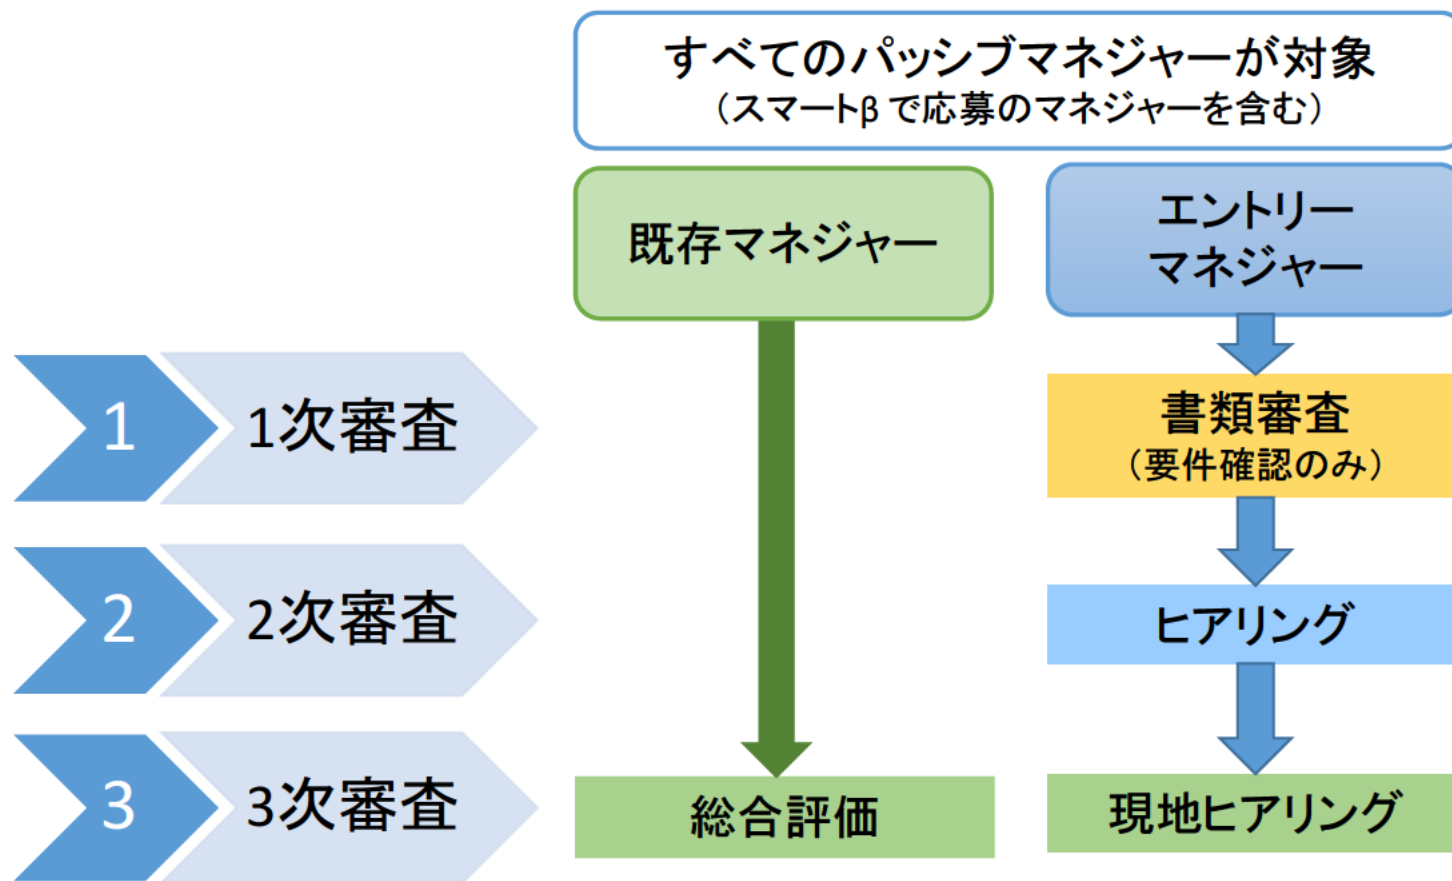 すべてのパッシブマネジャーが対象
（スマートβで応募のマネジャーを含む）
既存マネジャー
エントリー
マネジャー
1
1次審査
書類審査
（要件確認のみ）
2
2次審査
ヒアリング
3
3次審査
総合評価
現地ヒアリング